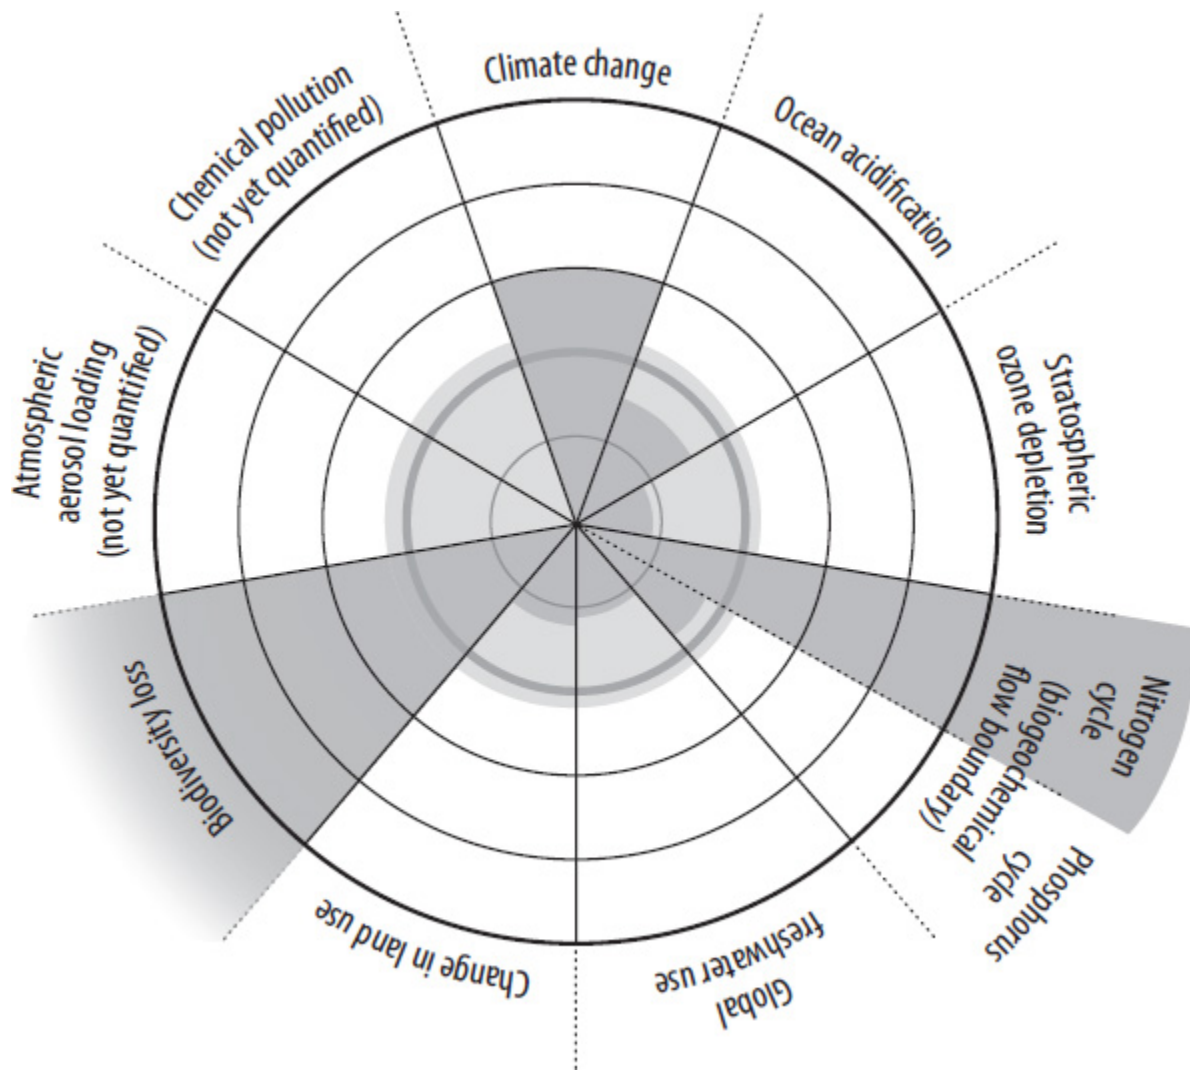 Climate change
Ocean acidification
Stratospheric
ozone depletion
Nitrogen
cycle
(biogeochemical
flow boundary)
Phosphorus
cycle
Global
freshwater use
Change in land use
Biodiversity loss
Atmospheric
aerosol loading
(not yet quantified)
Chemical pollution
(not yet quantified)